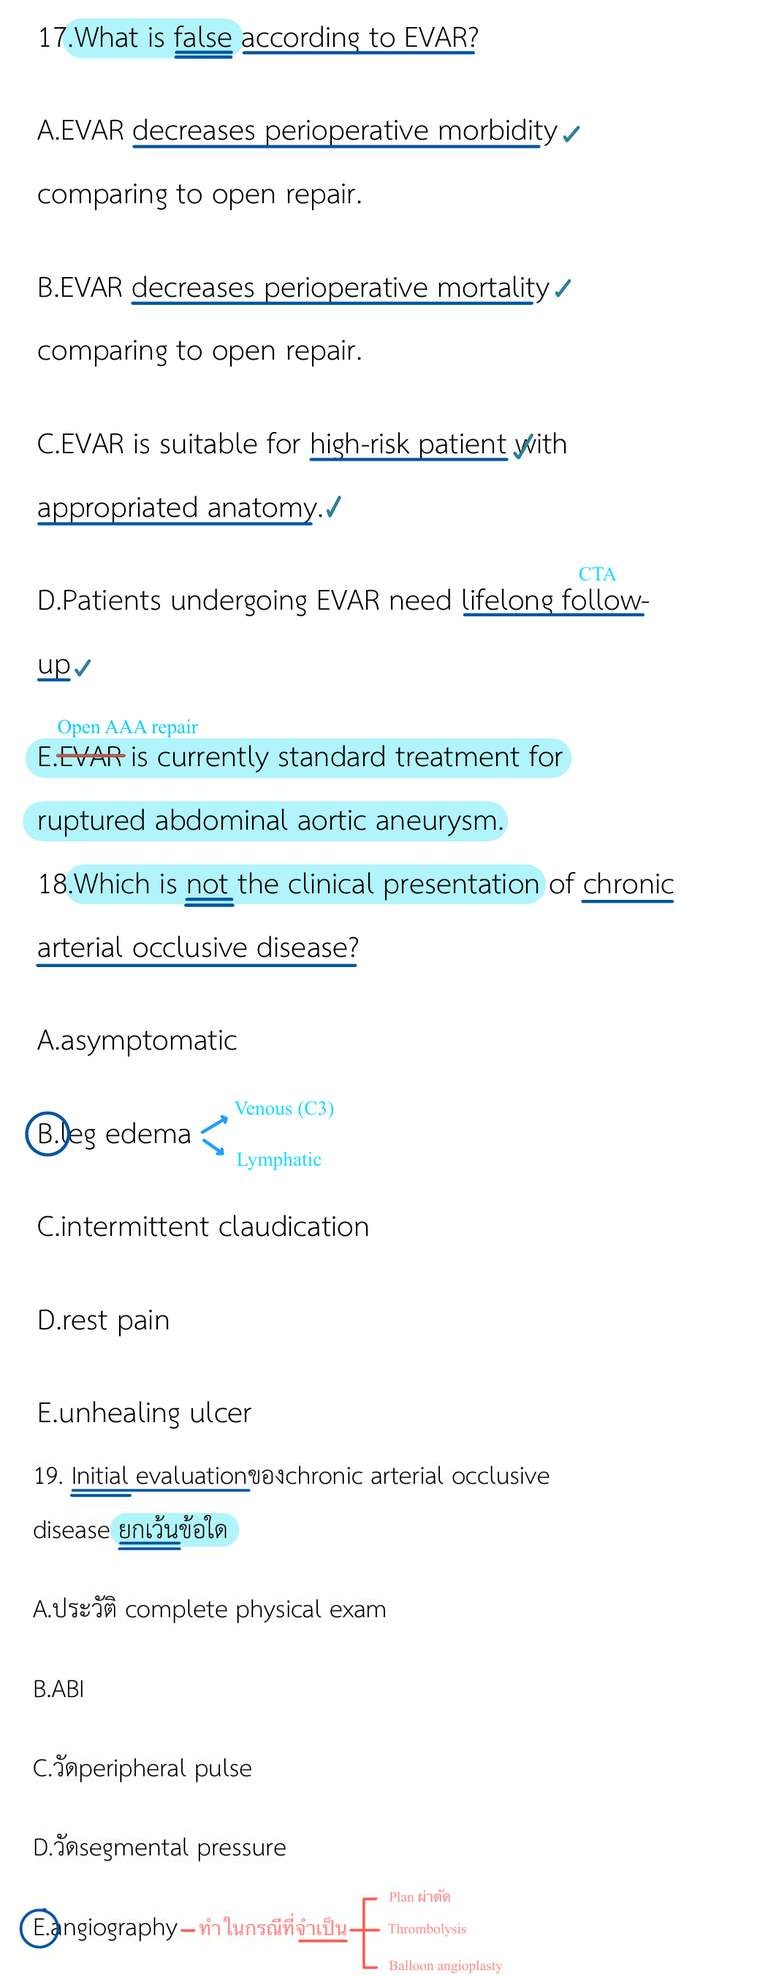 17.What is false according to EVAR?
A.EVAR decreases perioperative morbidity✓
comparing to open repair.
B.EVAR decreases perioperative mortality✓
comparing to open repair.
C.EVAR is suitable for high-risk patient with
appropriated anatomy.✓
CTA
D.Patients undergoing EVAR need lifelong follow-
up✓
Open AAA repair
E.EVAR is currently standard treatment for
ruptured abdominal aortic aneurysm.
18.Which is not the clinical presentation of chronic
arterial occlusive disease?
A.asymptomatic
Venous (C3)
B.leg edema
Lymphatic
C.intermittent claudication
D.rest pain
E.unhealing ulcer
19. Initial evaluationของchronic arterial occlusive
disease ยกเว้นข้อใด
A.ประวัติ complete physical exam
B.ABI
C.วัดperipheral pulse
D.วัดsegmental pressure
Plan ผ่าตัด
E.angiography – ทำในกรณีที่จำเป็น Thrombolysis
Balloon angioplasty